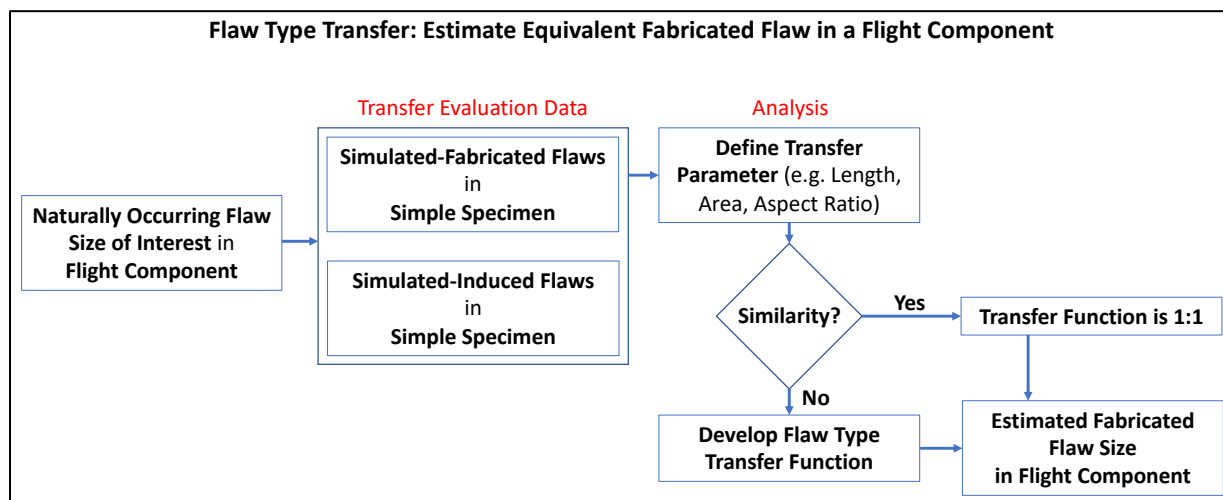 Flaw Type Transfer: Estimate Equivalent Fabricated Flaw in a Flight Component
Transfer Evaluation Data
Analysis
Naturally Occurring Flaw
Size of Interest in
Flight Component
Simulated-Fabricated Flaws
in
Simple Specimen
Simulated-Induced Flaws
in
Simple Specimen
Define Transfer
Parameter (e.g. Length,
Area, Aspect Ratio)
Similarity?
Yes
Transfer Function is 1:1
No
Develop Flaw Type
Transfer Function
Estimated Fabricated
Flaw Size
in Flight Component